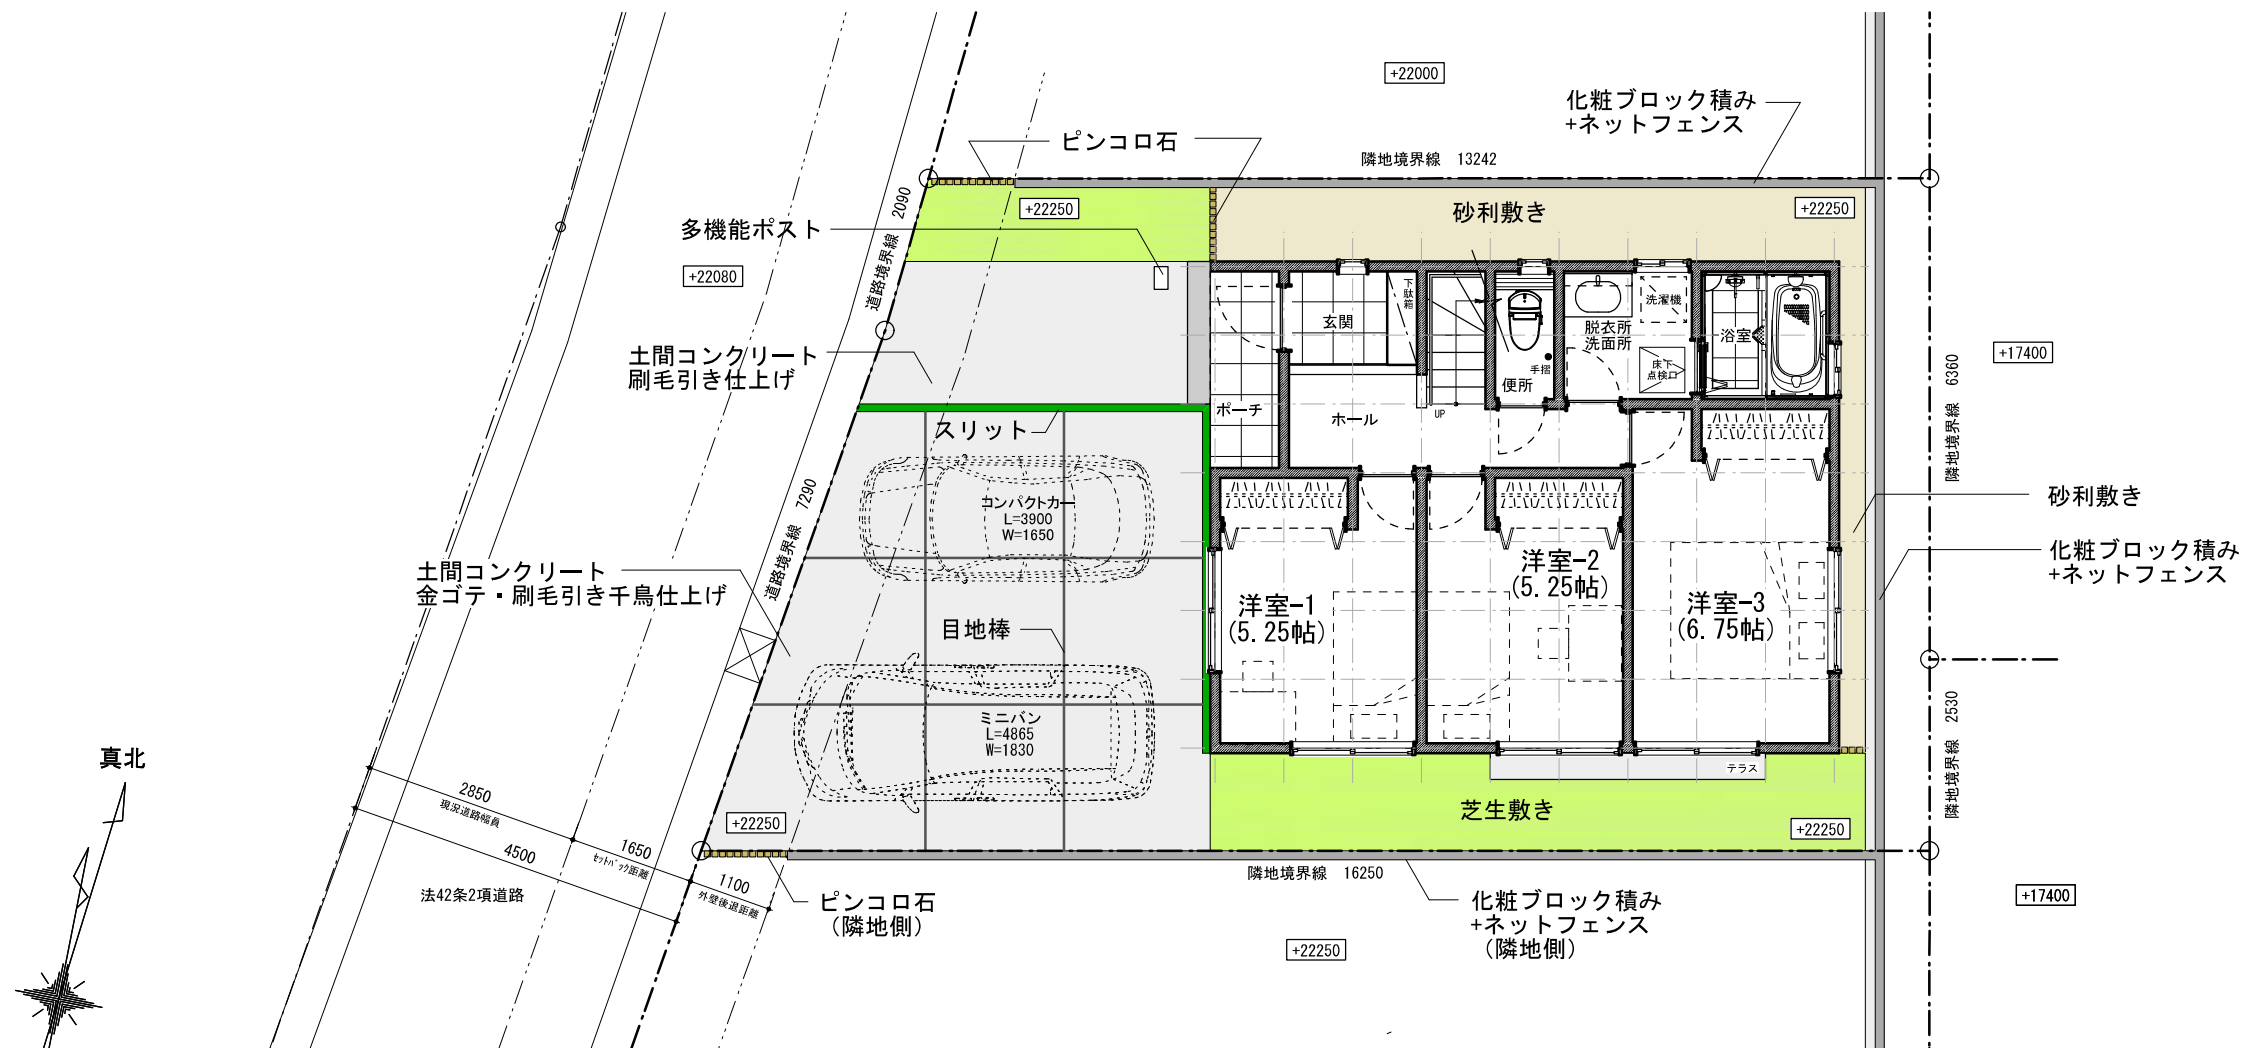 +22000
化粧ブロック積み
+ネットフェンス
ピンコロ石
隣地境界線 13242
+22250
砂利敷き
+22250
道路境界線 2090
多機能ポスト
+22080
下駄箱
玄関
洗濯機
脱衣所
洗面所
浴室
床下
点検口
手摺
便所
土間コンクリート
刷毛引き仕上げ
+17400
隣地境界線 6360
ポーチ
ホール
UP
スリット
コンパクトカー
L=3900
W=1650
道路境界線 7290
砂利敷き
化粧ブロック積み
+ネットフェンス
土間コンクリート
金ゴテ・刷毛引き千鳥仕上げ
洋室-1
(5.25帖)
洋室-2
(5.25帖)
洋室-3
(6.75帖)
目地棒
ミニバン
L=4865
W=1830
隣地境界線 2530
テラス
真北
2850
現況道路幅員
1650
セットバック距離
4500
1100
外壁後退距離
法42条2項道路
+22250
芝生敷き
+22250
隣地境界線 16250
ピンコロ石
(隣地側)
化粧ブロック積み
+ネットフェンス
(隣地側)
+22250
+17400